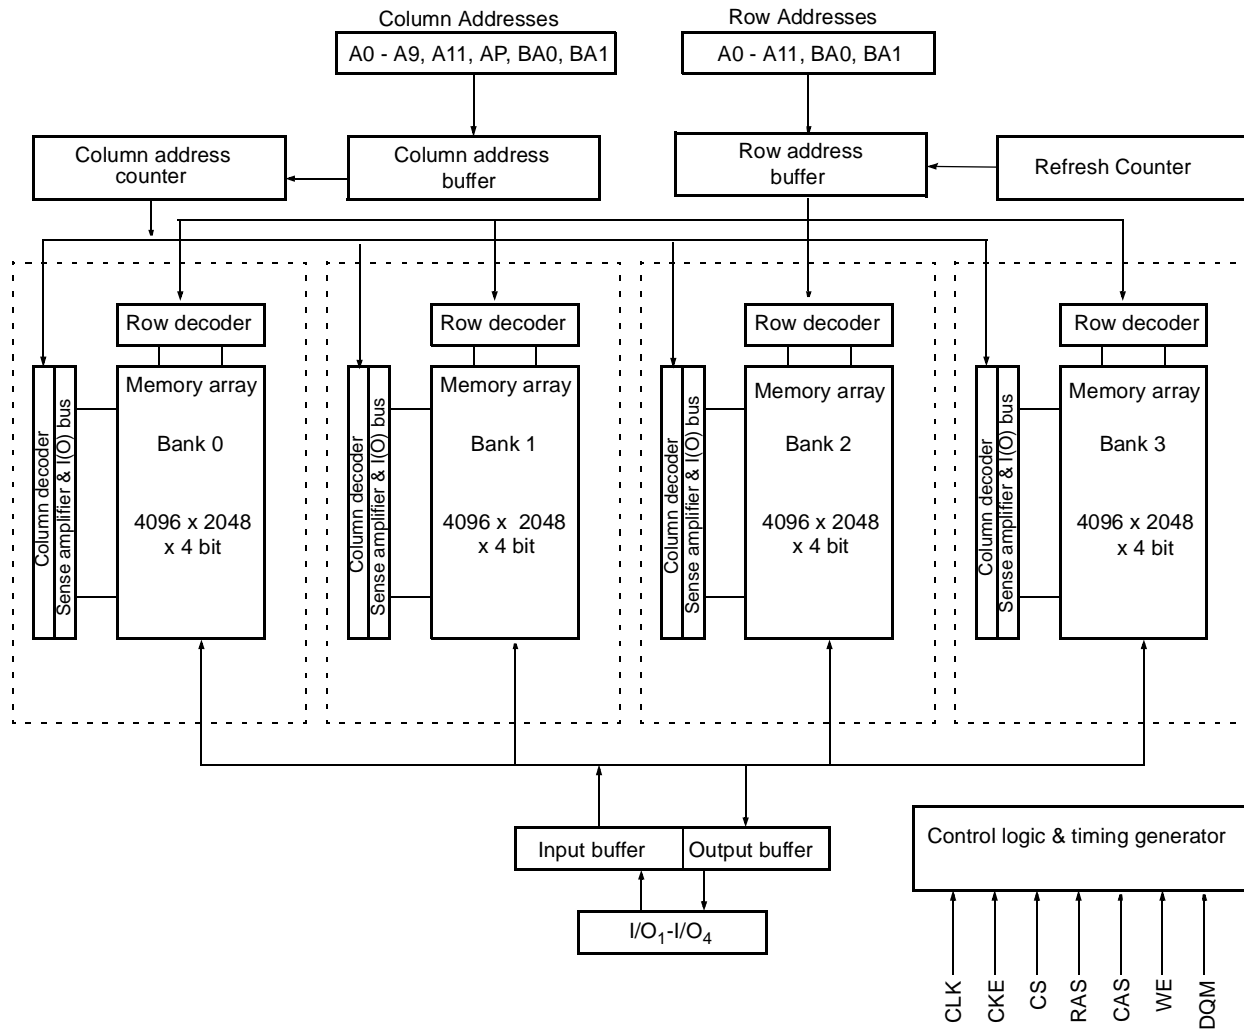 Column Addresses
Row Addresses
A0 - A9, A11, AP, BA0, BA1
A0 - A11, BA0, BA1
Column address
counter
Column address
buffer
Row address
buffer
Refresh Counter
Row decoder
Row decoder
Row decoder
Row decoder
Column decoder
Sense amplifier & I(O) bus
Memory array
Bank 0
4096 x 2048
x 4 bit
Column decoder
Sense amplifier & I(O) bus
Memory array
Bank 1
4096 x 2048
x 4 bit
Column decoder
Sense amplifier & I(O) bus
Memory array
Bank 2
4096 x 2048
x 4 bit
Column decoder
Sense amplifier & I(O) bus
Memory array
Bank 3
4096 x 2048
x 4 bit
Input buffer
Output buffer
I/O1-I/O4
Control logic & timing generator
CLK
CKE
CS
RAS
CAS
WE
DQM